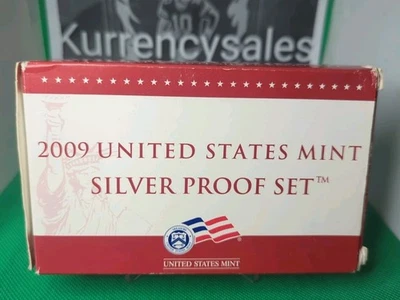 Kurrencysales
2009 UNITED STATES MINT
SILVER PROOF SET™
UNITED STATES MINT